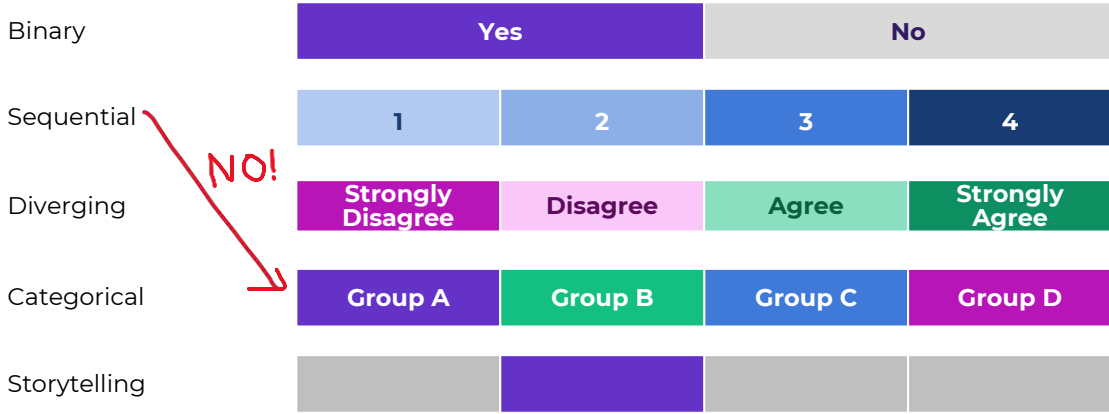 Binary
Yes
No
Sequential
1
2
3
4
NO!
Diverging
Strongly
Disagree
Disagree
Agree
Strongly
Agree
Categorical
Group A
Group B
Group C
Group D
Storytelling